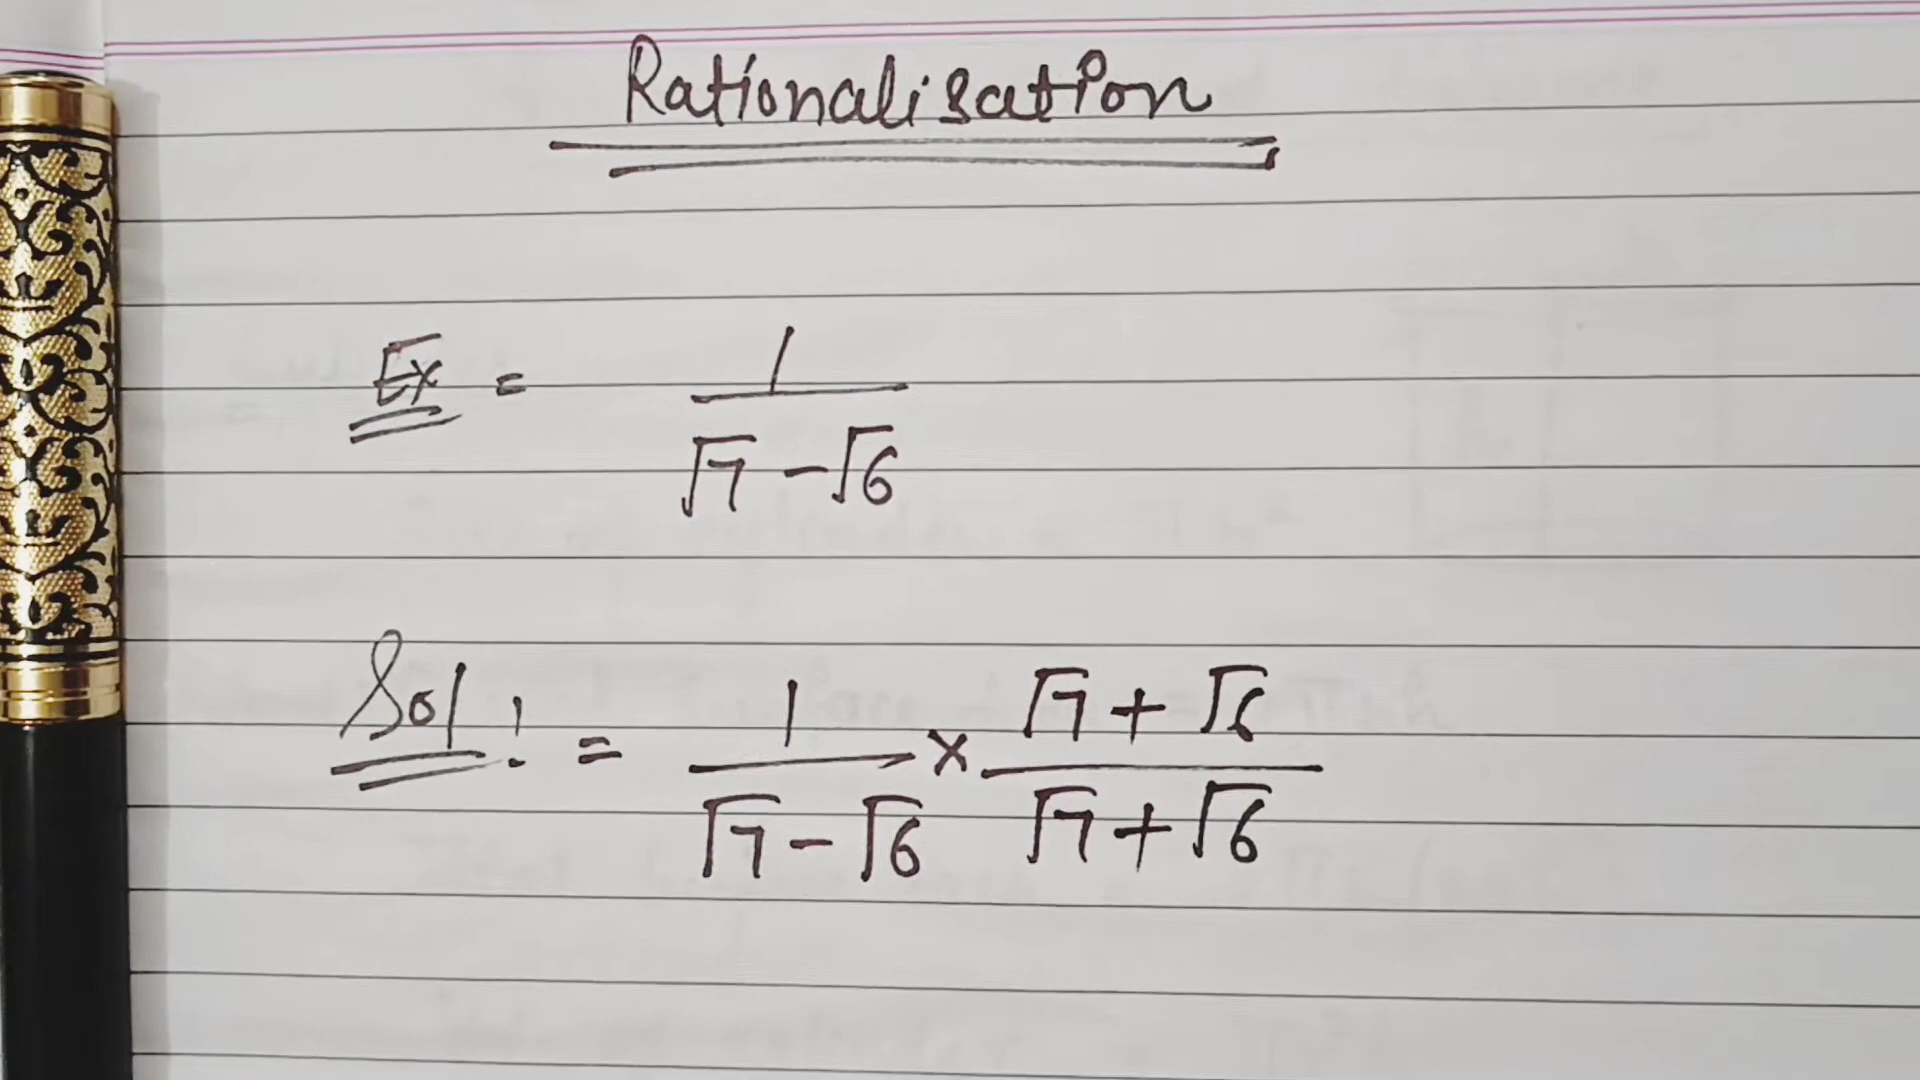 Rationalisation
Ex = 1 / √7 - √6
Sol: = 1 / √7 - √6 × √7 + √6 / √7 + √6